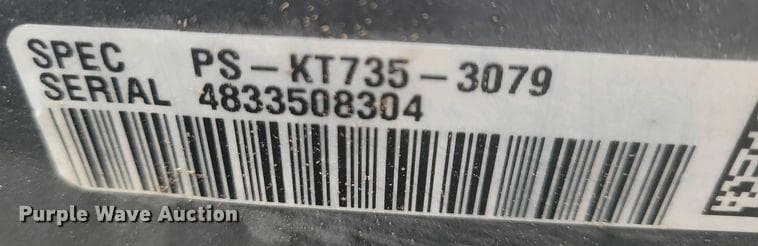 SPEC PS-KT735-3079
SERIAL 4833508304
Purple Wave Auction